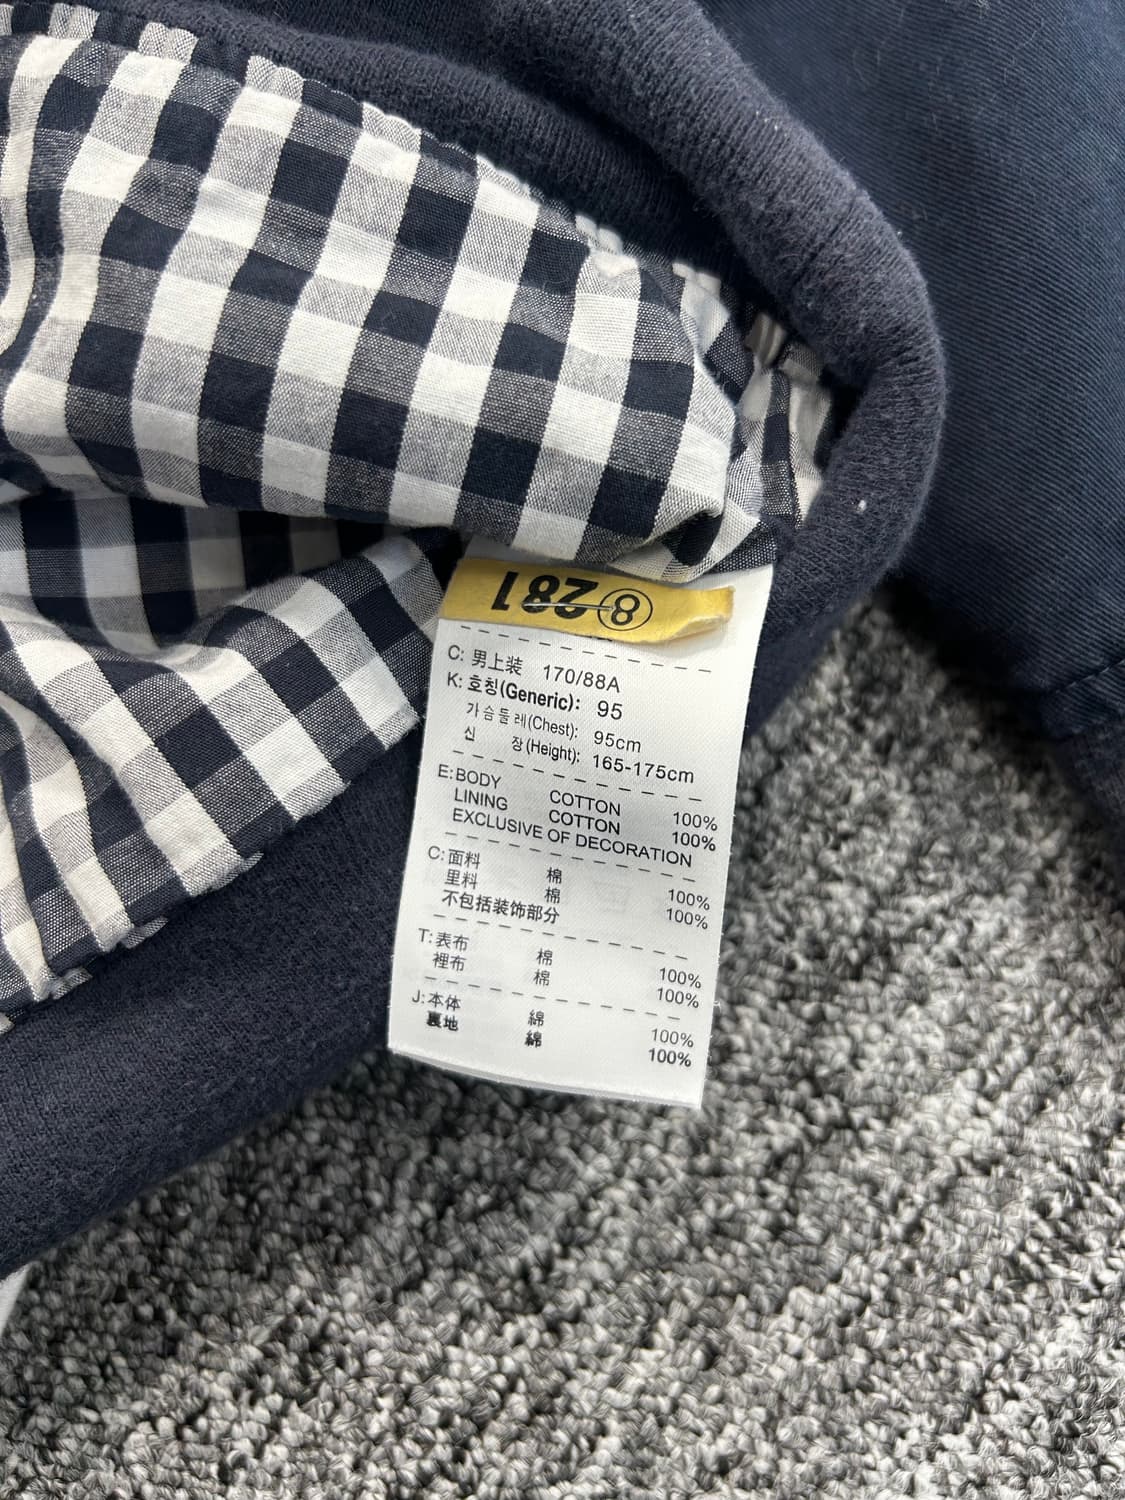 ⑧281
C: 男上装 170/88A
K: 호칭(Generic): 95
가슴둘레(Chest): 95cm
신 장(Height): 165-175cm
E:BODY COTTON 100%
LINING COTTON 100%
EXCLUSIVE OF DECORATION
C:面料 棉 100%
里料 棉 100%
不包括装饰部分
T:表布 棉 100%
裡布 棉 100%
J:本体 綿 100%
裏地 綿 100%